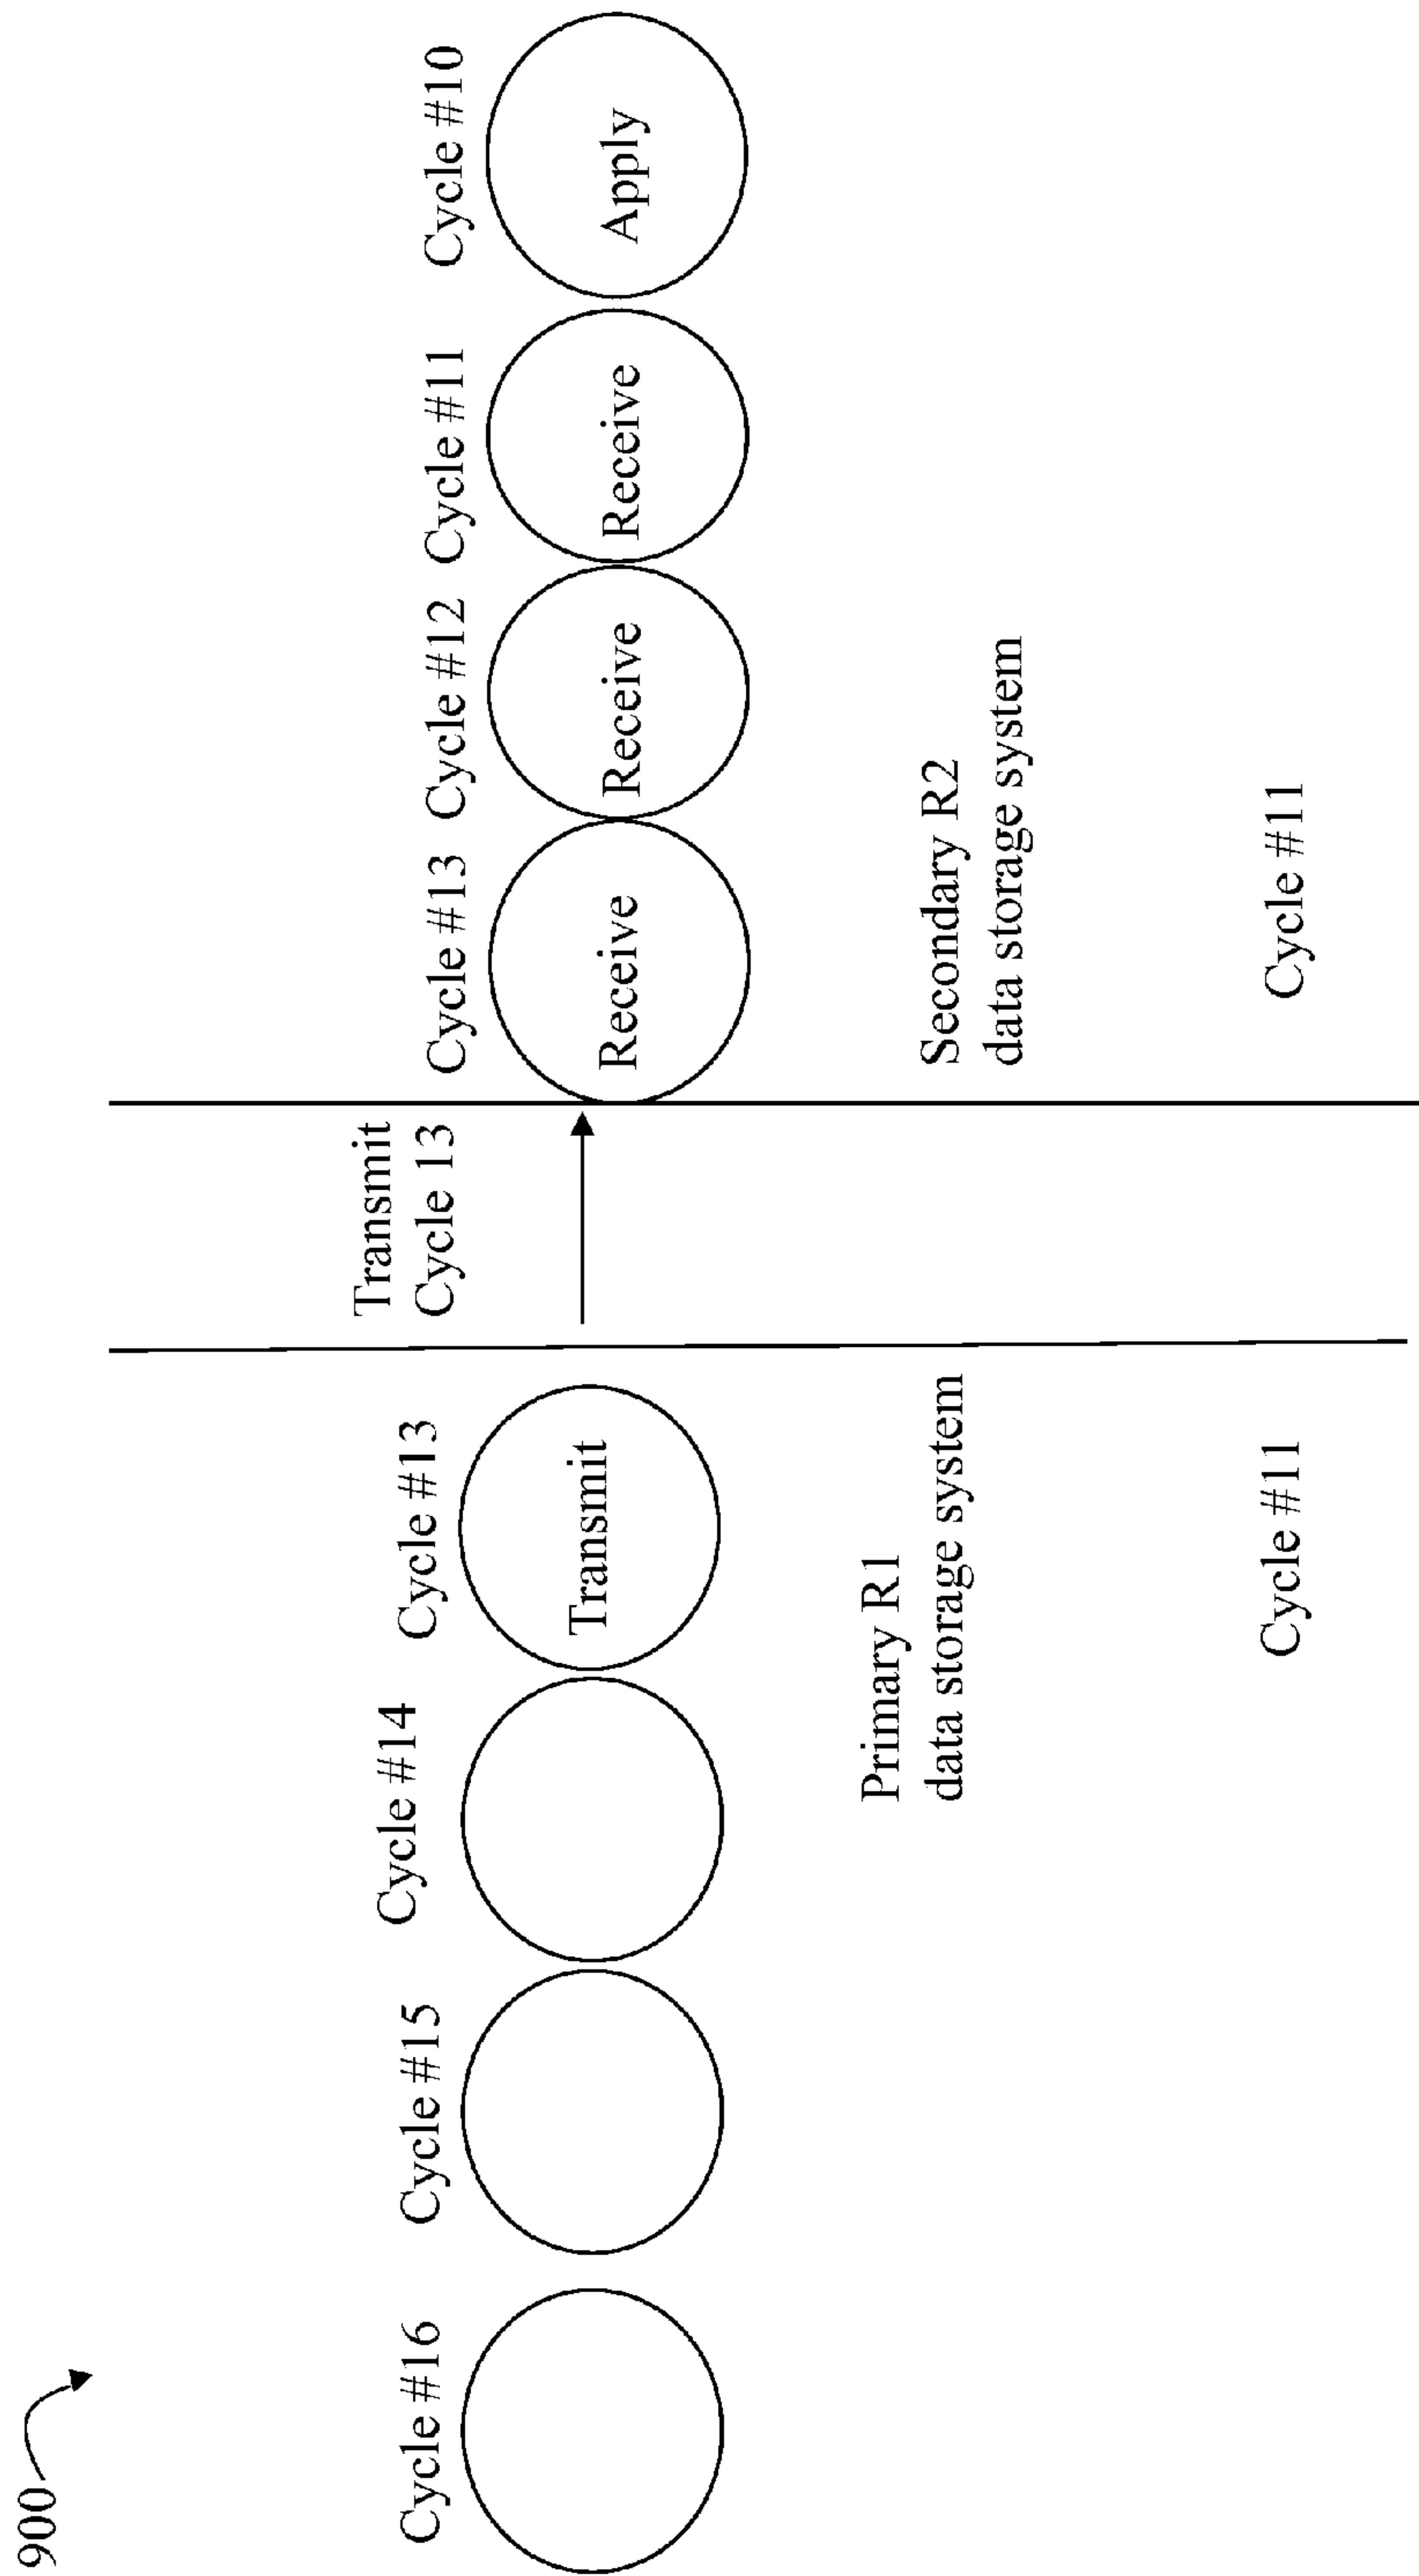 900
Transmit
Cycle 13
Cycle #16
Cycle #15
Cycle #14
Cycle #13
Cycle #13
Cycle #12
Cycle #11
Cycle #10
Transmit
Receive
Receive
Receive
Apply
Primary R1
data storage system
Secondary R2
data storage system
Cycle #11
Cycle #11